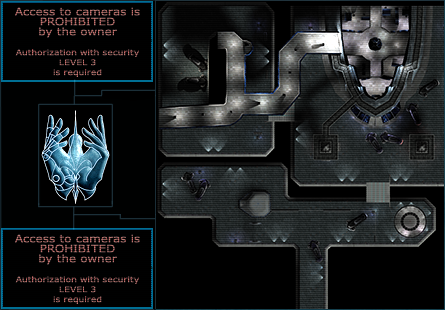 Access to cameras is
PROHIBITED
by the owner
Authorization with security
LEVEL 3
is required
Access to cameras is
PROHIBITED
by the owner
Authorization with security
LEVEL 3
is required